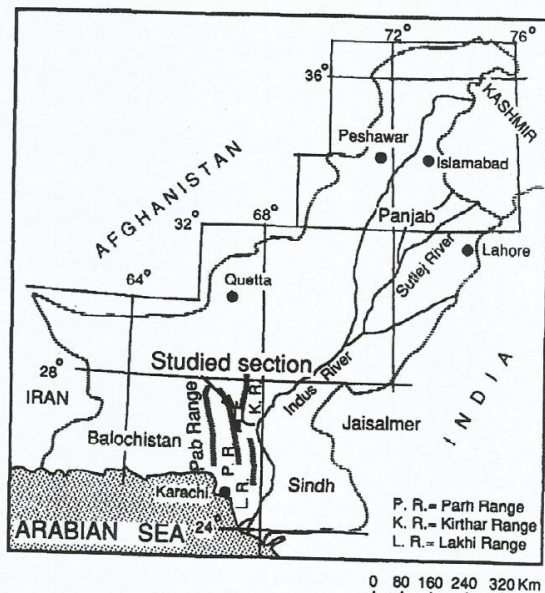 72° 76°
36°
KASHMIR
Peshawar
Islamabad
AFGHANISTAN
32° 68°
Panjab
Sutlej River
Lahore
64°
Quetta
28°
Studied section
Indus River
INDIA
IRAN
K. R.
Jaisalmer
Balochistan
Pab Range
P. R.
L. R.
Karachi
Sindh
P. R.= Parh Range
K. R.= Kirthar Range
L. R.= Lakhi Range
ARABIAN SEA
24°
0 80 160 240 320 Km